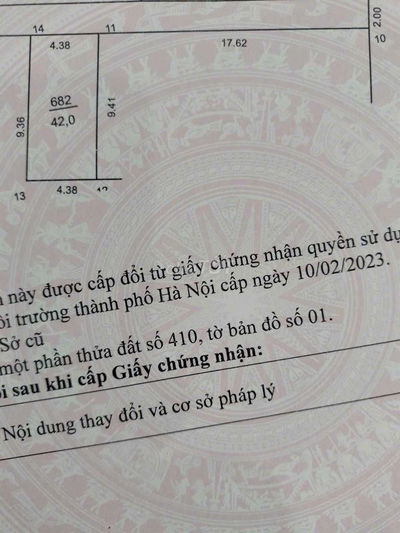 14
11
2.00
4.38
17.62
10
682
42,0
9.36
9.41
4.38
13
12
này được cấp đổi từ giấy chứng nhận quyền sử dụ
trường thành phố Hà Nội cấp ngày 10/02/2023.
Sở cũ
một phần thửa đất số 410, tờ bản đồ số 01.
i sau khi cấp Giấy chứng nhận:
Nội dung thay đổi và cơ sở pháp lý